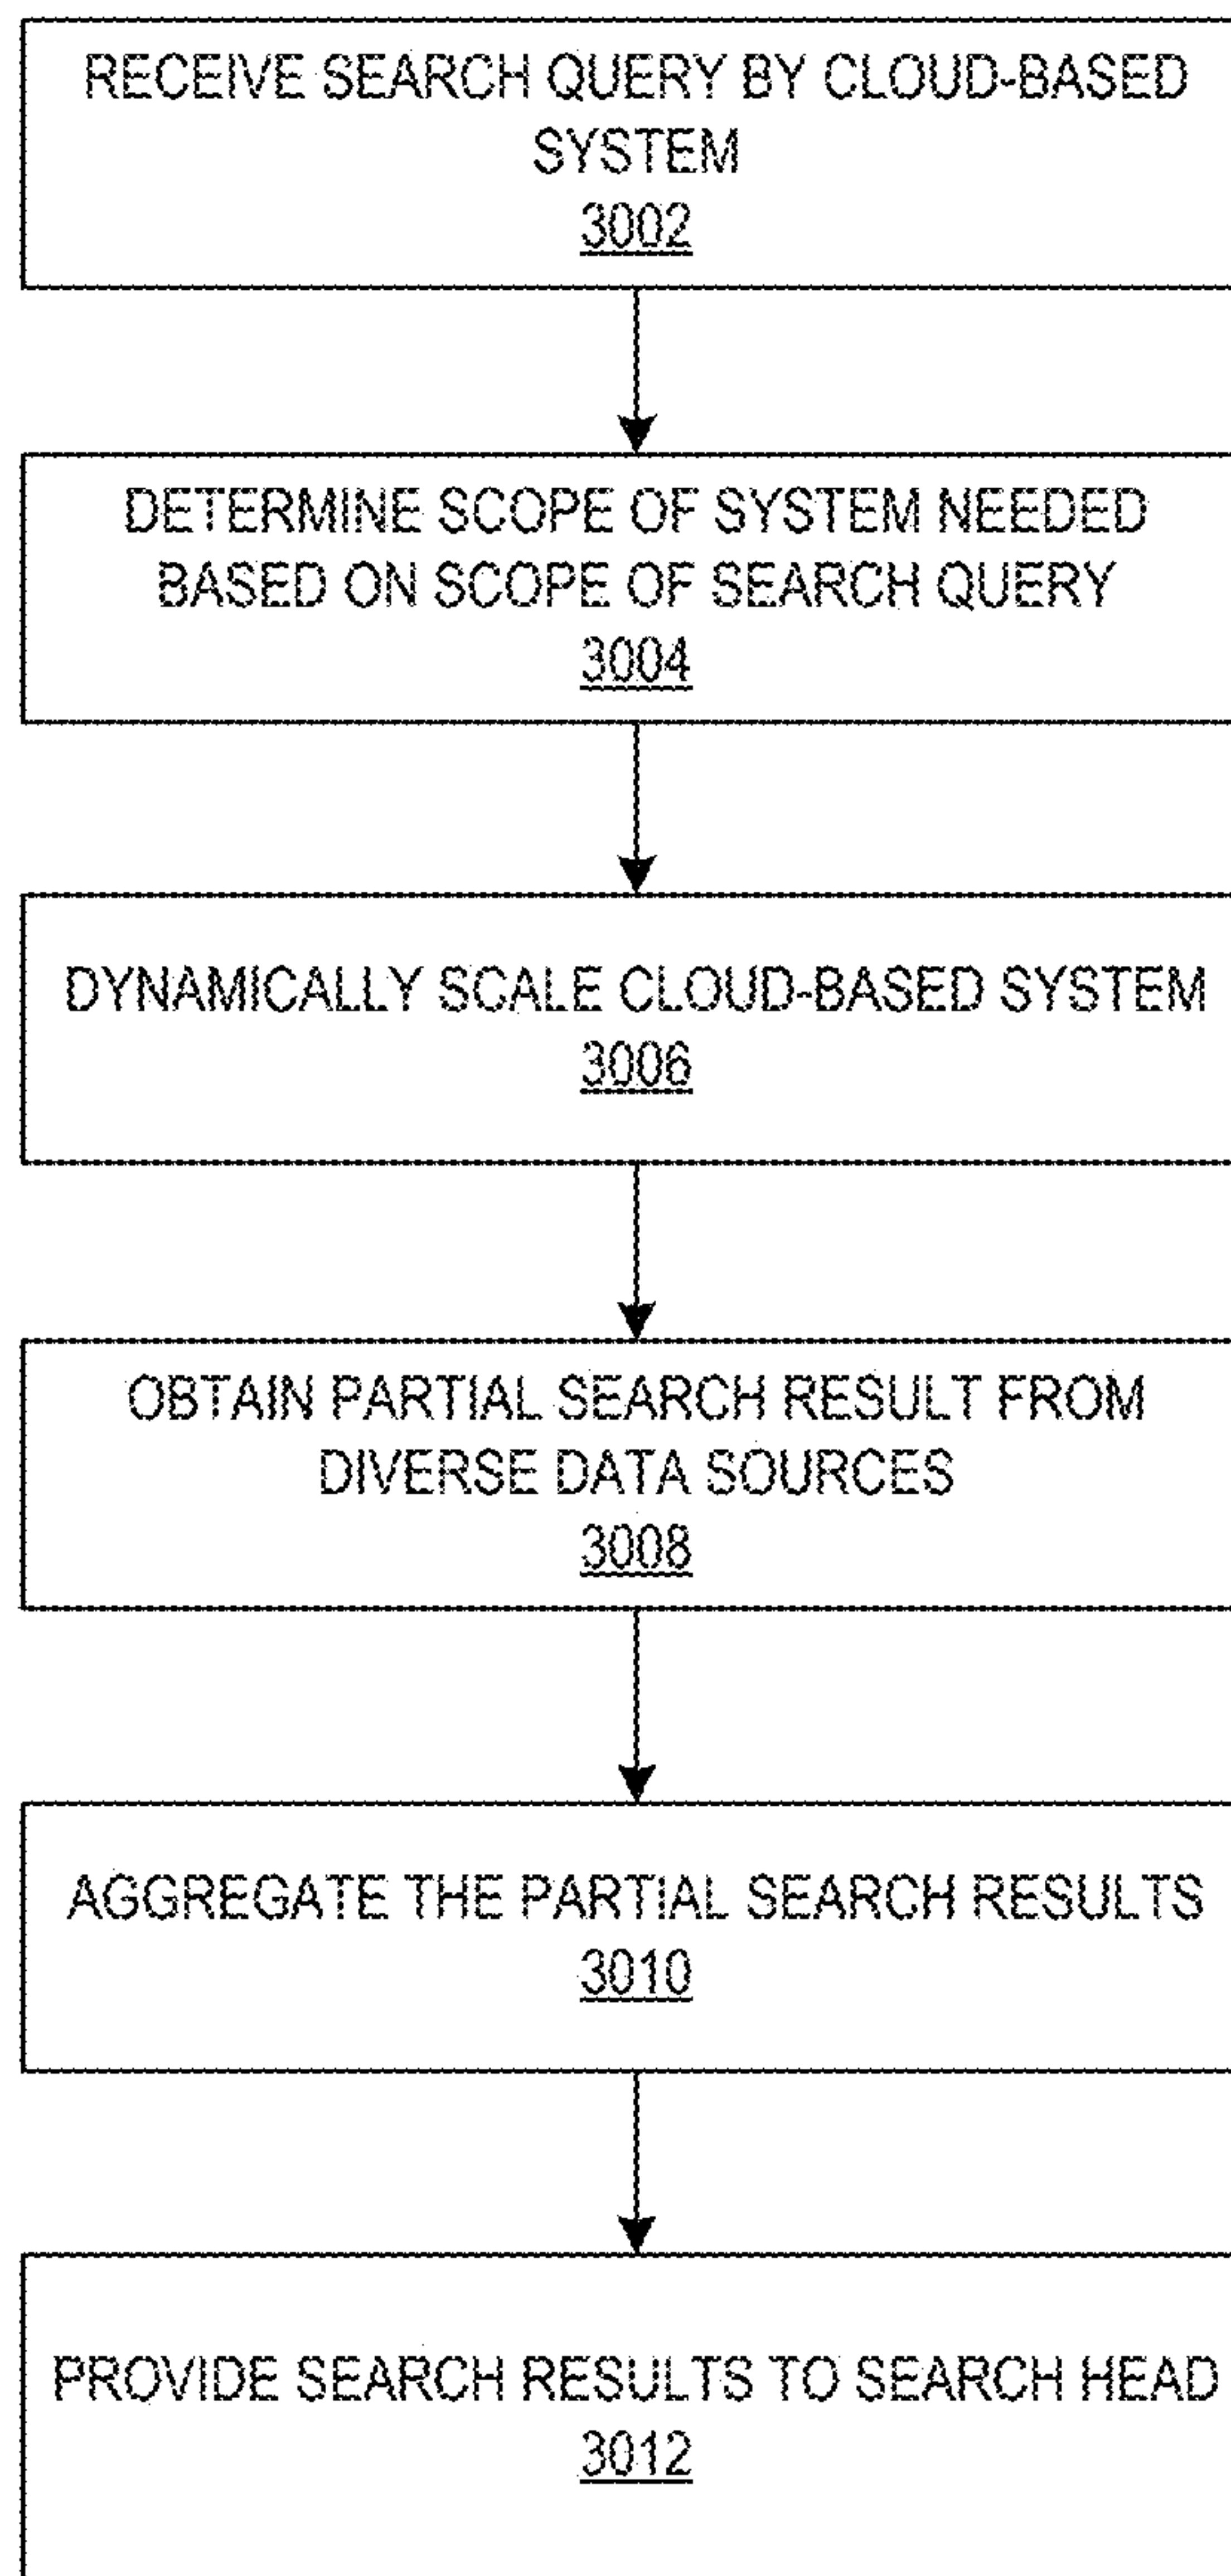 RECEIVE SEARCH QUERY BY CLOUD-BASED
SYSTEM
3002
DETERMINE SCOPE OF SYSTEM NEEDED
BASED ON SCOPE OF SEARCH QUERY
3004
DYNAMICALLY SCALE CLOUD-BASED SYSTEM
3006
OBTAIN PARTIAL SEARCH RESULT FROM
DIVERSE DATA SOURCES
3008
AGGREGATE THE PARTIAL SEARCH RESULTS
3010
PROVIDE SEARCH RESULTS TO SEARCH HEAD
3012